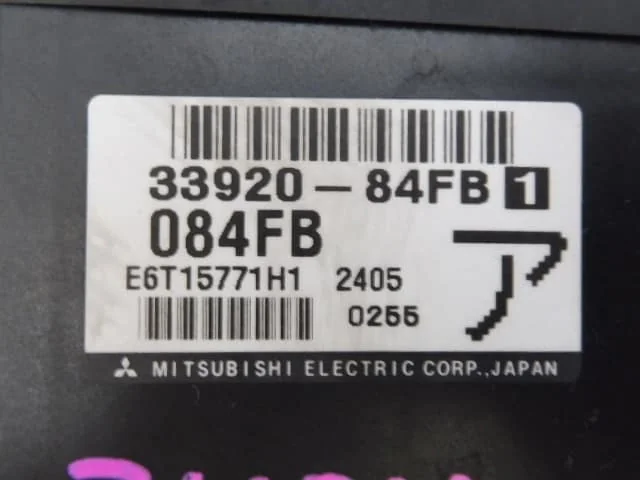 33920-84FB 1
084FB
ア
E6T15771H1 2405
0255
MITSUBISHI ELECTRIC CORP., JAPAN